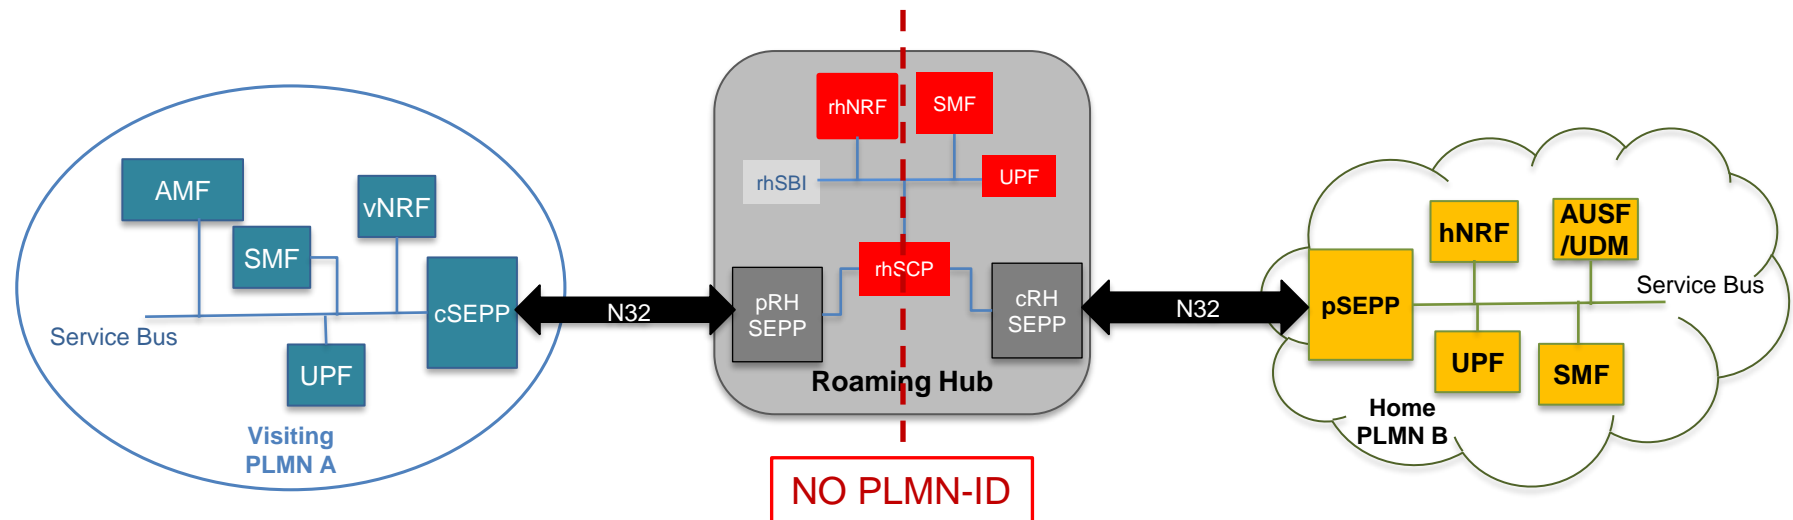 AMF
vNRF
SMF
cSEPP
Service Bus
UPF
Visiting
PLMN A
N32
rhNRF
SMF
rhSBI
UPF
rhSCP
pRH
SEPP
cRH
SEPP
Roaming Hub
NO PLMN-ID
N32
hNRF
AUSF
/UDM
Service Bus
pSEPP
UPF
SMF
Home
PLMN B